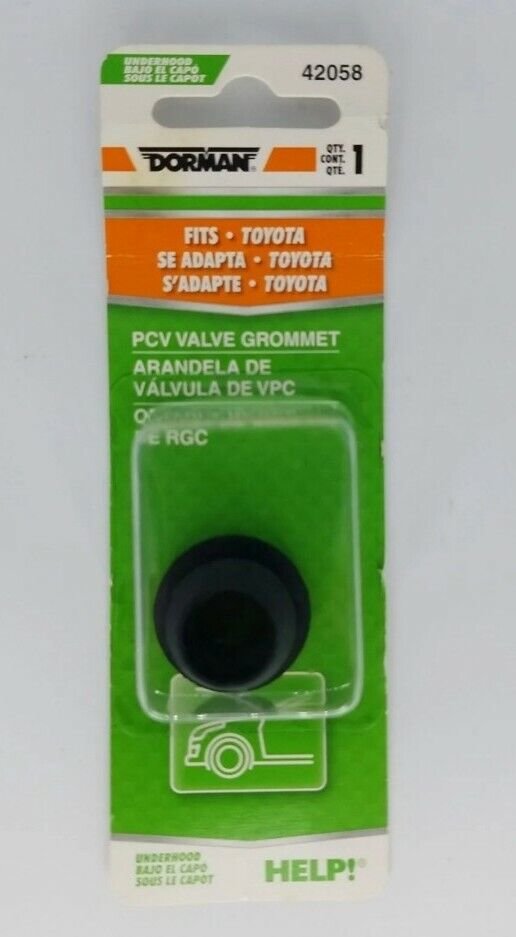 UNDERHOOD
BAJO EL CAPO
SOUS LE CAPOT
42058
DORMAN®
QTY.
CONT.
QTE.
1
FITS • TOYOTA
SE ADAPTA • TOYOTA
S'ADAPTE • TOYOTA
PCV VALVE GROMMET
ARANDELA DE
VÁLVULA DE VPC
RGC
UNDERHOOD
BAJO EL CAPO
SOUS LE CAPOT
HELP!®